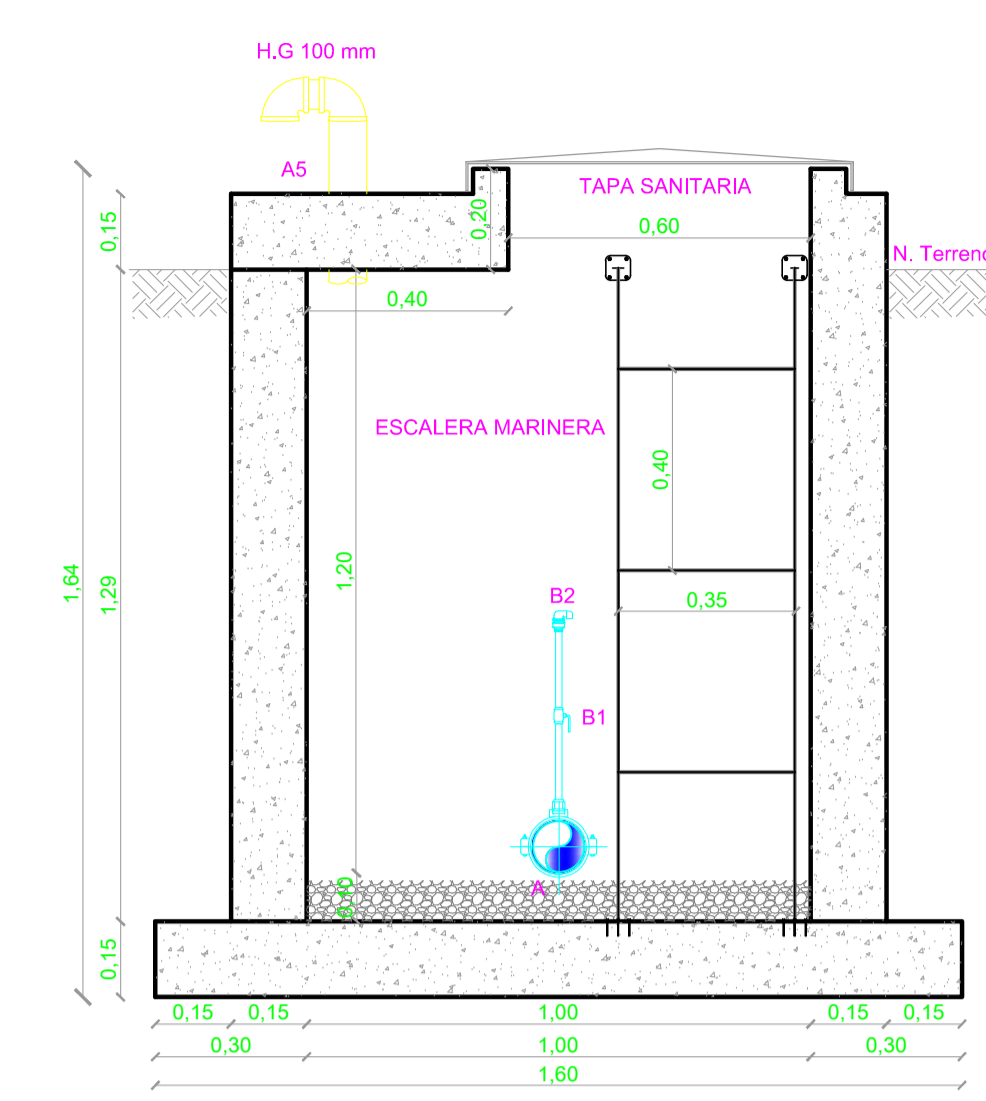 H.G 100 mm
A5
TAPA SANITARIA
0,15
0,20
0,60
N. Terreno
0,40
ESCALERA MARINERA
0,40
1,64
1,29
1,20
B2
0,35
B1
A
0,10
0,15
0,15 0,15 1,00 0,15 0,15
0,30 1,00 0,30
1,60